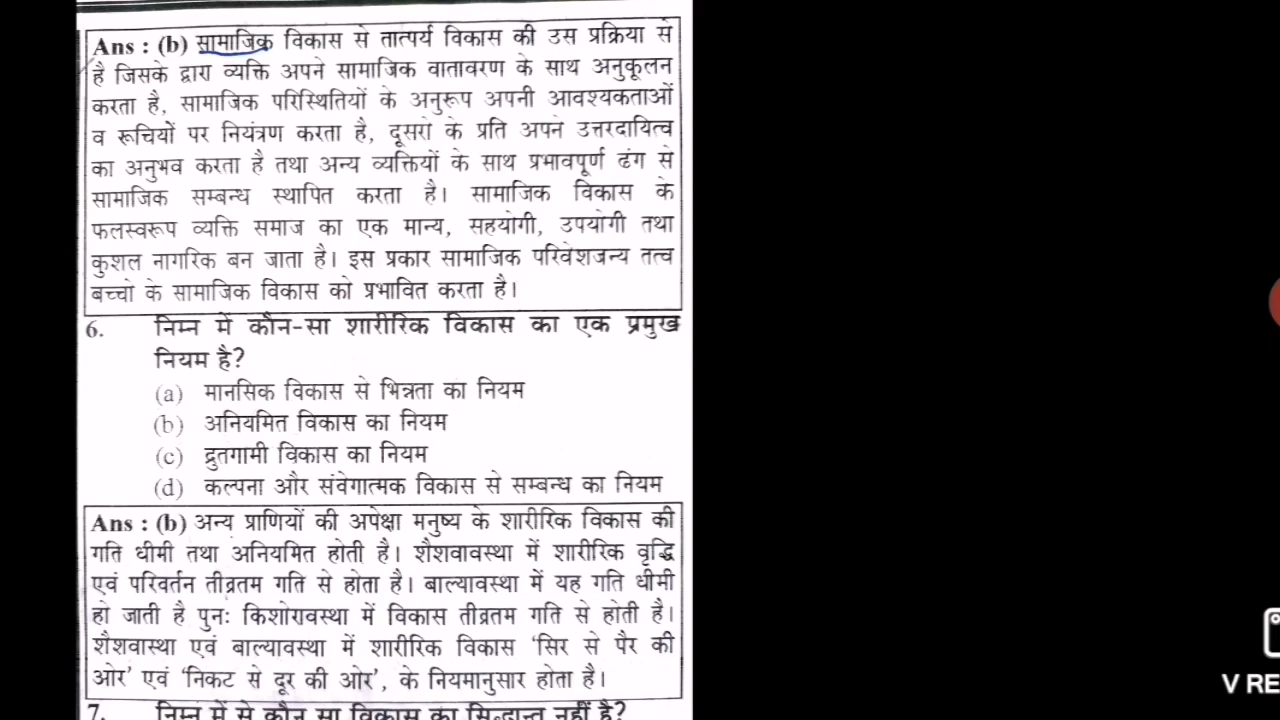 Ans : (b) सामाजिक विकास से तात्पर्य विकास की उस प्रक्रिया से
है जिसके द्वारा व्यक्ति अपने सामाजिक वातावरण के साथ अनुकूलन
करता है, सामाजिक परिस्थितियों के अनुरूप अपनी आवश्यकताओं
व रूचियों पर नियंत्रण करता है, दूसरो के प्रति अपने उत्तरदायित्व
का अनुभव करता है तथा अन्य व्यक्तियों के साथ प्रभावपूर्ण ढंग से
सामाजिक सम्बन्ध स्थापित करता है। सामाजिक विकास के
फलस्वरूप व्यक्ति समाज का एक मान्य, सहयोगी, उपयोगी तथा
कुशल नागरिक बन जाता है। इस प्रकार सामाजिक परिवेशजन्य तत्व
बच्चो के सामाजिक विकास को प्रभावित करता है।
6. निम्न में कौन-सा शारीरिक विकास का एक प्रमुख
नियम है?
(a) मानसिक विकास से भिन्नता का नियम
(b) अनियमित विकास का नियम
(c) द्रुतगामी विकास का नियम
(d) कल्पना और संवेगात्मक विकास से सम्बन्ध का नियम
Ans : (b) अन्य प्राणियों की अपेक्षा मनुष्य के शारीरिक विकास की
गति धीमी तथा अनियमित होती है। शैशवावस्था में शारीरिक वृद्धि
एवं परिवर्तन तीव्रतम गति से होता है। बाल्यावस्था में यह गति धीमी
हो जाती है पुनः किशोरावस्था में विकास तीव्रतम गति से होती है।
शैशवास्था एवं बाल्यावस्था में शारीरिक विकास 'सिर से पैर की
ओर' एवं 'निकट से दूर की ओर', के नियमानुसार होता है।
7. निम्न में से कौन सा विकास का सिद्धान्त नहीं है?
V RE